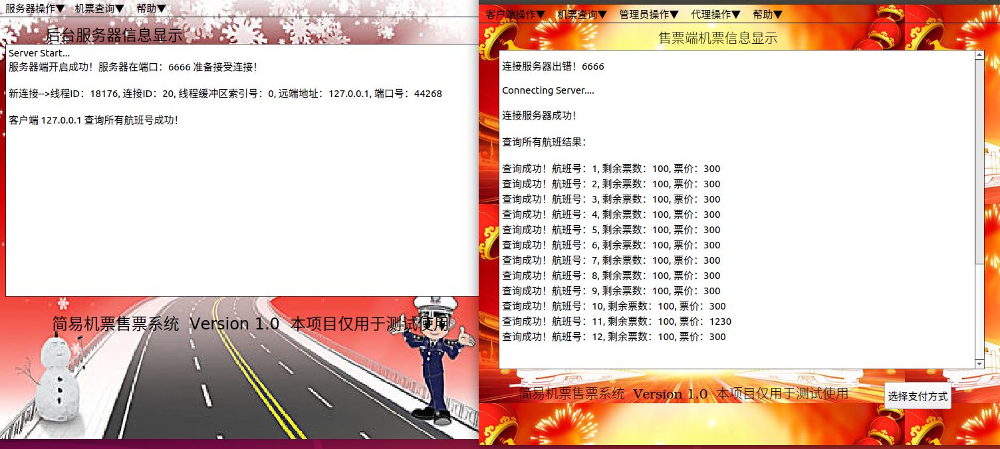 服务器操作▼ 机票查询▼ 帮助▼
后台服务器信息显示
Server Start...
服务器端开启成功！服务器在端口：6666 准备接受连接！
新连接-->线程ID：18176, 连接ID：20, 线程缓冲区索引号：0, 远端地址：127.0.0.1, 端口号：44268
客户端 127.0.0.1 查询所有航班号成功！
简易机票售票系统 Version 1.0 本项目仅用于测试使用
客户端操作▼ 机票查询▼ 管理员操作▼ 代理操作▼ 帮助▼
售票端机票信息显示
连接服务器出错！6666
Connecting Server....
连接服务器成功！
查询所有航班结果：
查询成功！航班号：1, 剩余票数：100, 票价：300
查询成功！航班号：2, 剩余票数：100, 票价：300
查询成功！航班号：3, 剩余票数：100, 票价：300
查询成功！航班号：4, 剩余票数：100, 票价：300
查询成功！航班号：5, 剩余票数：100, 票价：300
查询成功！航班号：6, 剩余票数：100, 票价：300
查询成功！航班号：7, 剩余票数：100, 票价：300
查询成功！航班号：8, 剩余票数：100, 票价：300
查询成功！航班号：9, 剩余票数：100, 票价：300
查询成功！航班号：10, 剩余票数：100, 票价：300
查询成功！航班号：11, 剩余票数：100, 票价：1230
查询成功！航班号：12, 剩余票数：100, 票价：300
简易机票售票系统 Version 1.0 本项目仅用于测试使用
选择支付方式